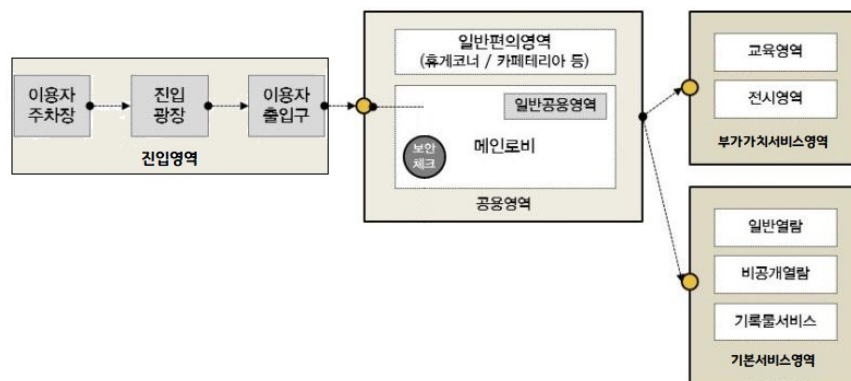 이용자
주차장
진입
광장
이용자
출입구
진입영역
일반편의영역
(휴게코너 / 카페테리아 등)
일반공용영역
메인로비
보안
체크
공용영역
교육영역
전시영역
부가가치서비스영역
일반열람
비공개열람
기록물서비스
기본서비스영역